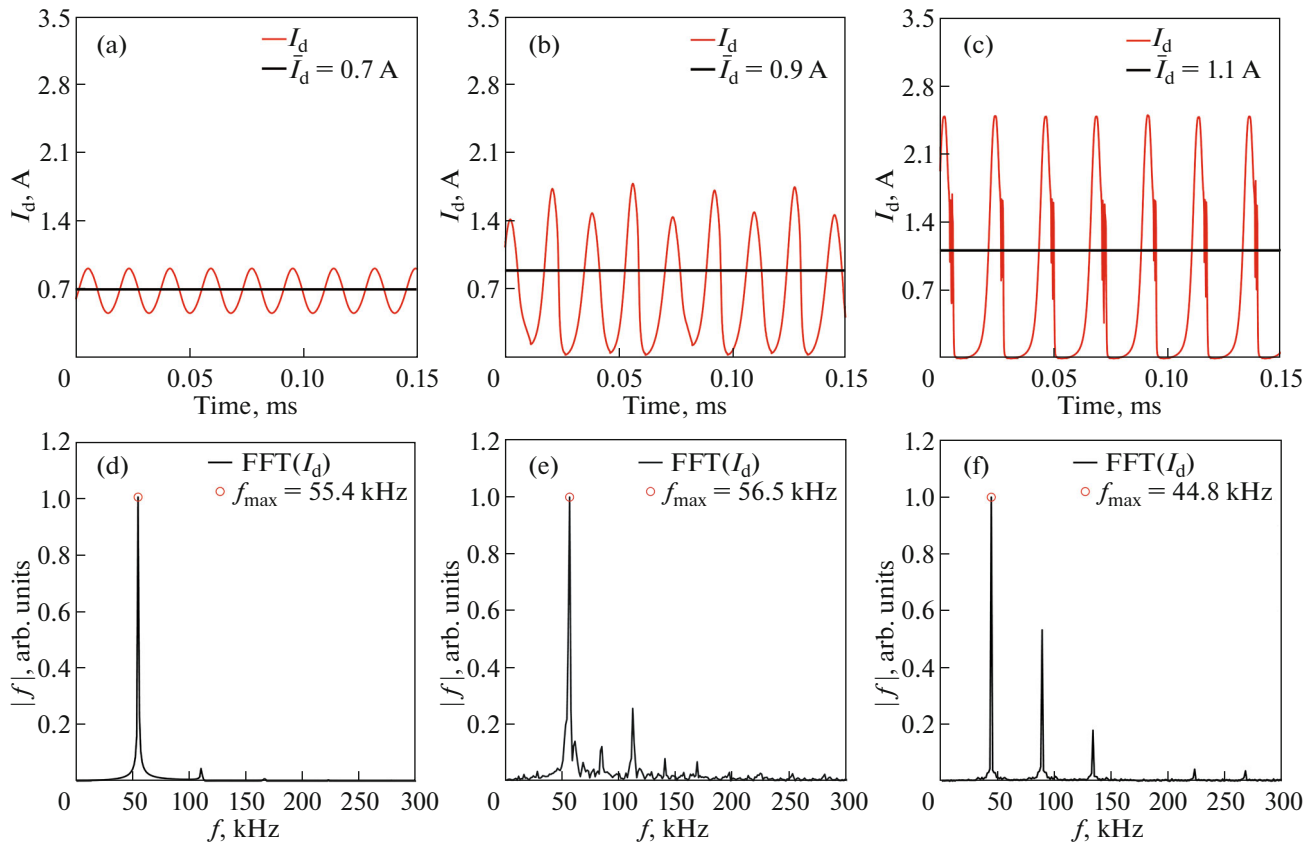 3.5
(a)
I_d
Ī_d = 0.7 A
2.8
2.1
1.4
0.7
I_d, A
0 0.05 0.10 0.15
Time, ms
3.5
(b)
I_d
Ī_d = 0.9 A
2.8
2.1
1.4
0.7
I_d, A
0 0.05 0.10 0.15
Time, ms
3.5
(c)
I_d
Ī_d = 1.1 A
2.8
2.1
1.4
0.7
I_d, A
0 0.05 0.10 0.15
Time, ms
1.2
(d)
FFT(I_d)
f_max = 55.4 kHz
1.0
0.8
0.6
0.4
0.2
|f|, arb. units
0 50 100 150 200 250 300
f, kHz
1.2
(e)
FFT(I_d)
f_max = 56.5 kHz
1.0
0.8
0.6
0.4
0.2
|f|, arb. units
0 50 100 150 200 250 300
f, kHz
1.2
(f)
FFT(I_d)
f_max = 44.8 kHz
1.0
0.8
0.6
0.4
0.2
|f|, arb. units
0 50 100 150 200 250 300
f, kHz